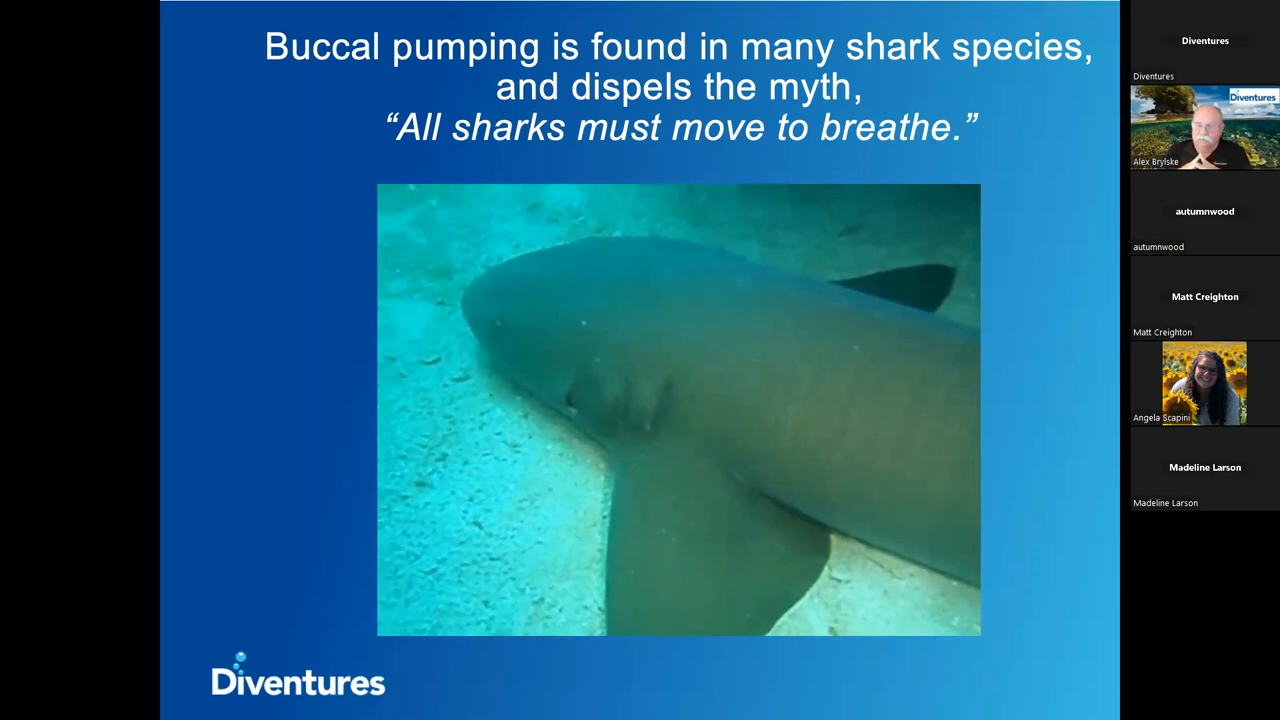 Buccal pumping is found in many shark species,
and dispels the myth,
“All sharks must move to breathe.”
Diventures
Diventures
Diventures
Diventures
Alex Brylske
autumnwood
autumnwood
Matt Creighton
Matt Creighton
Angela Scapini
Madeline Larson
Madeline Larson